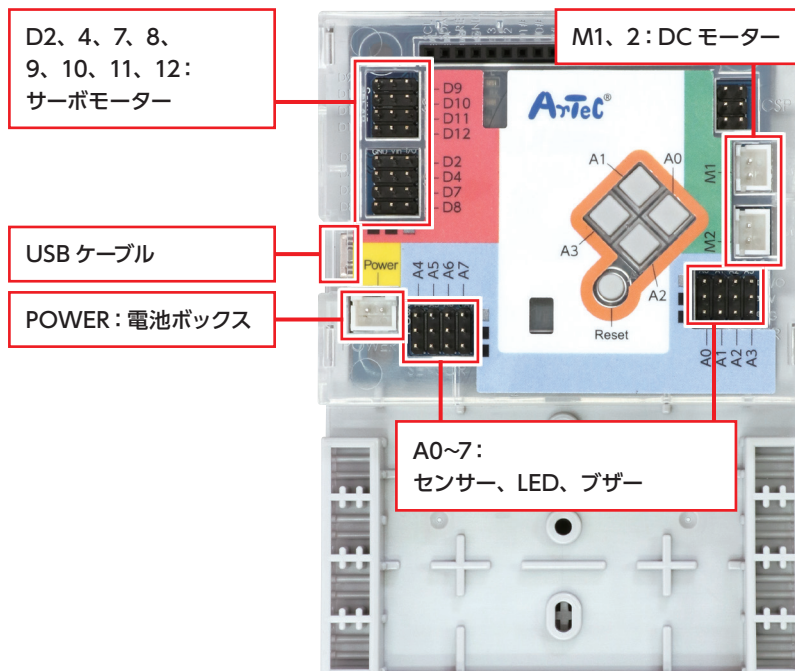 D2、4、7、8、
9、10、11、12：
サーボモーター
M1、2：DC モーター
D9
D10
D11
D12
D2
D4
D7
D8
ArTeC®
A1
A0
A3
A2
Reset
M1
M2
USB ケーブル
Power
A4
A5
A6
A7
POWER：電池ボックス
A0
A1
A2
A3
A0~7：
センサー、LED、ブザー